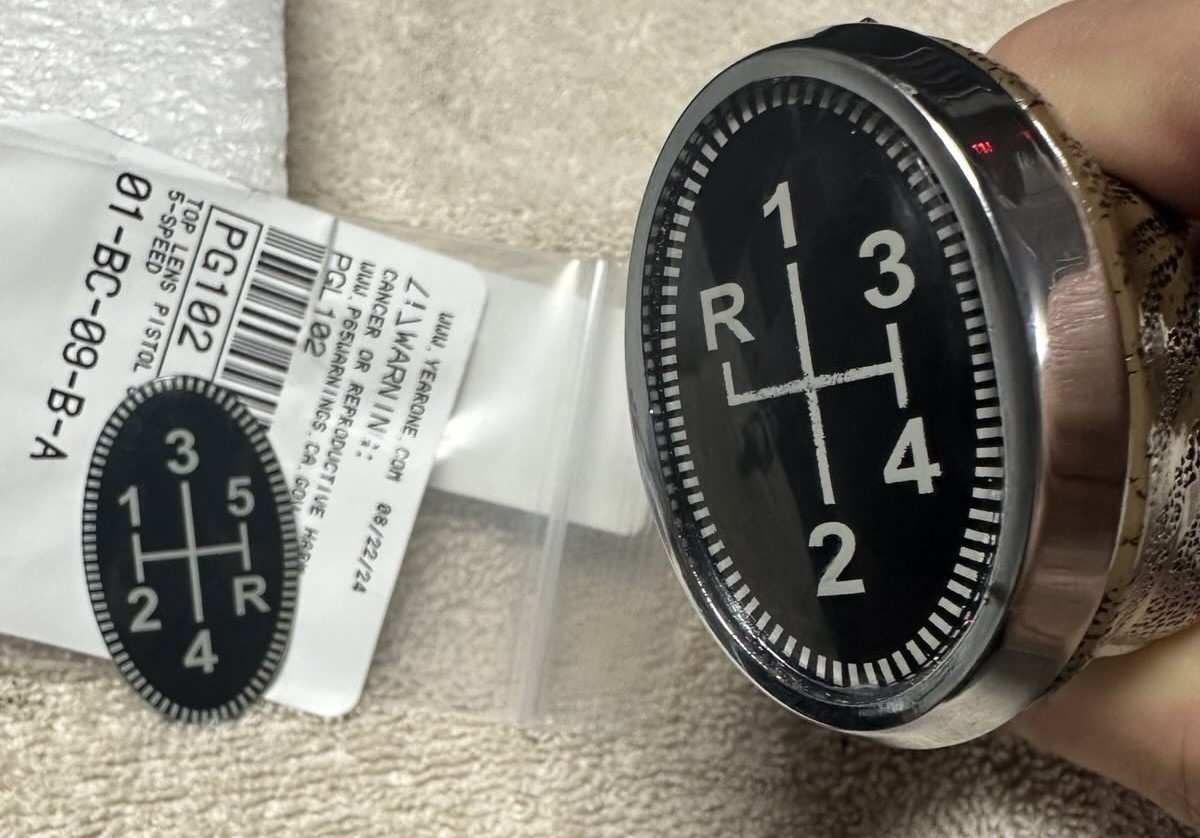 WWW.YEARONE.COM 08/22/24
⚠WARNING:
CANCER OR REPRODUCTIVE
WWW.P65WARNINGS.CA.GOV
PGL102
PG102
TOP LENS
5-SPEED PISTOL
01-BC-09-B-A
3
1 5
2 R
4
1
3
R
4
2